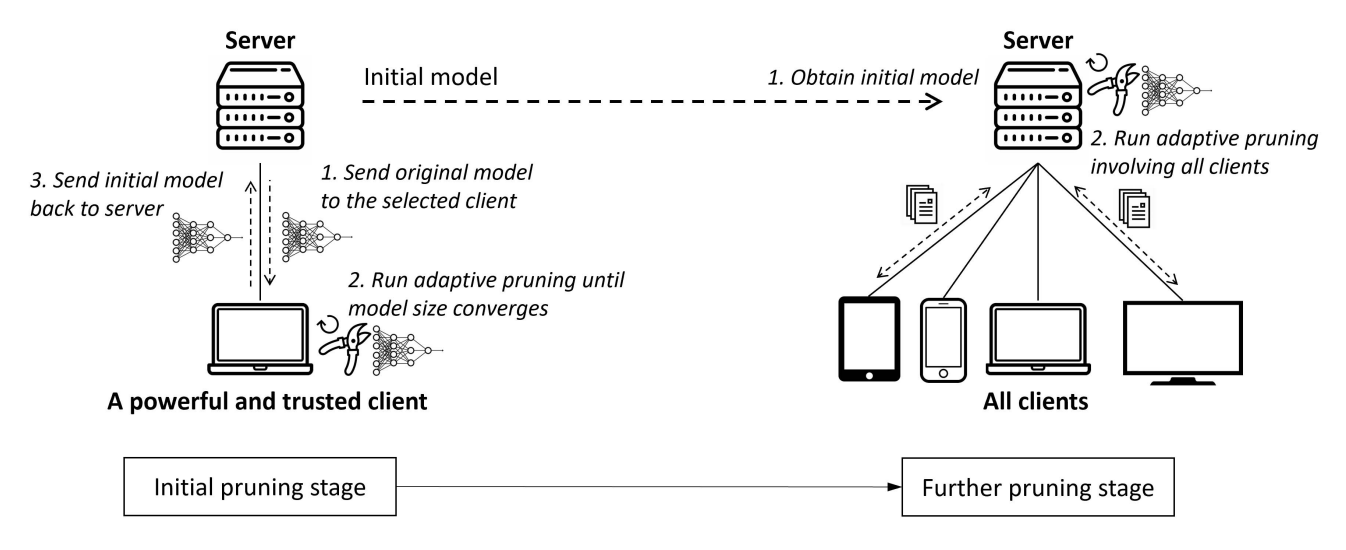 Server
Initial model
3. Send initial model
back to server
1. Send original model
to the selected client
2. Run adaptive pruning until
model size converges
A powerful and trusted client
Server
1. Obtain initial model
2. Run adaptive pruning
involving all clients
All clients
Initial pruning stage
Further pruning stage